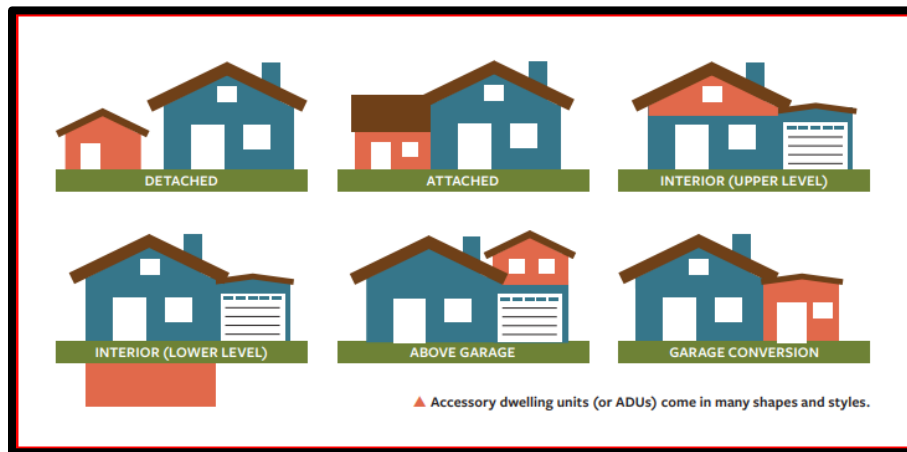 DETACHED
ATTACHED
INTERIOR (UPPER LEVEL)
INTERIOR (LOWER LEVEL)
ABOVE GARAGE
GARAGE CONVERSION
▲ Accessory dwelling units (or ADUs) come in many shapes and styles.